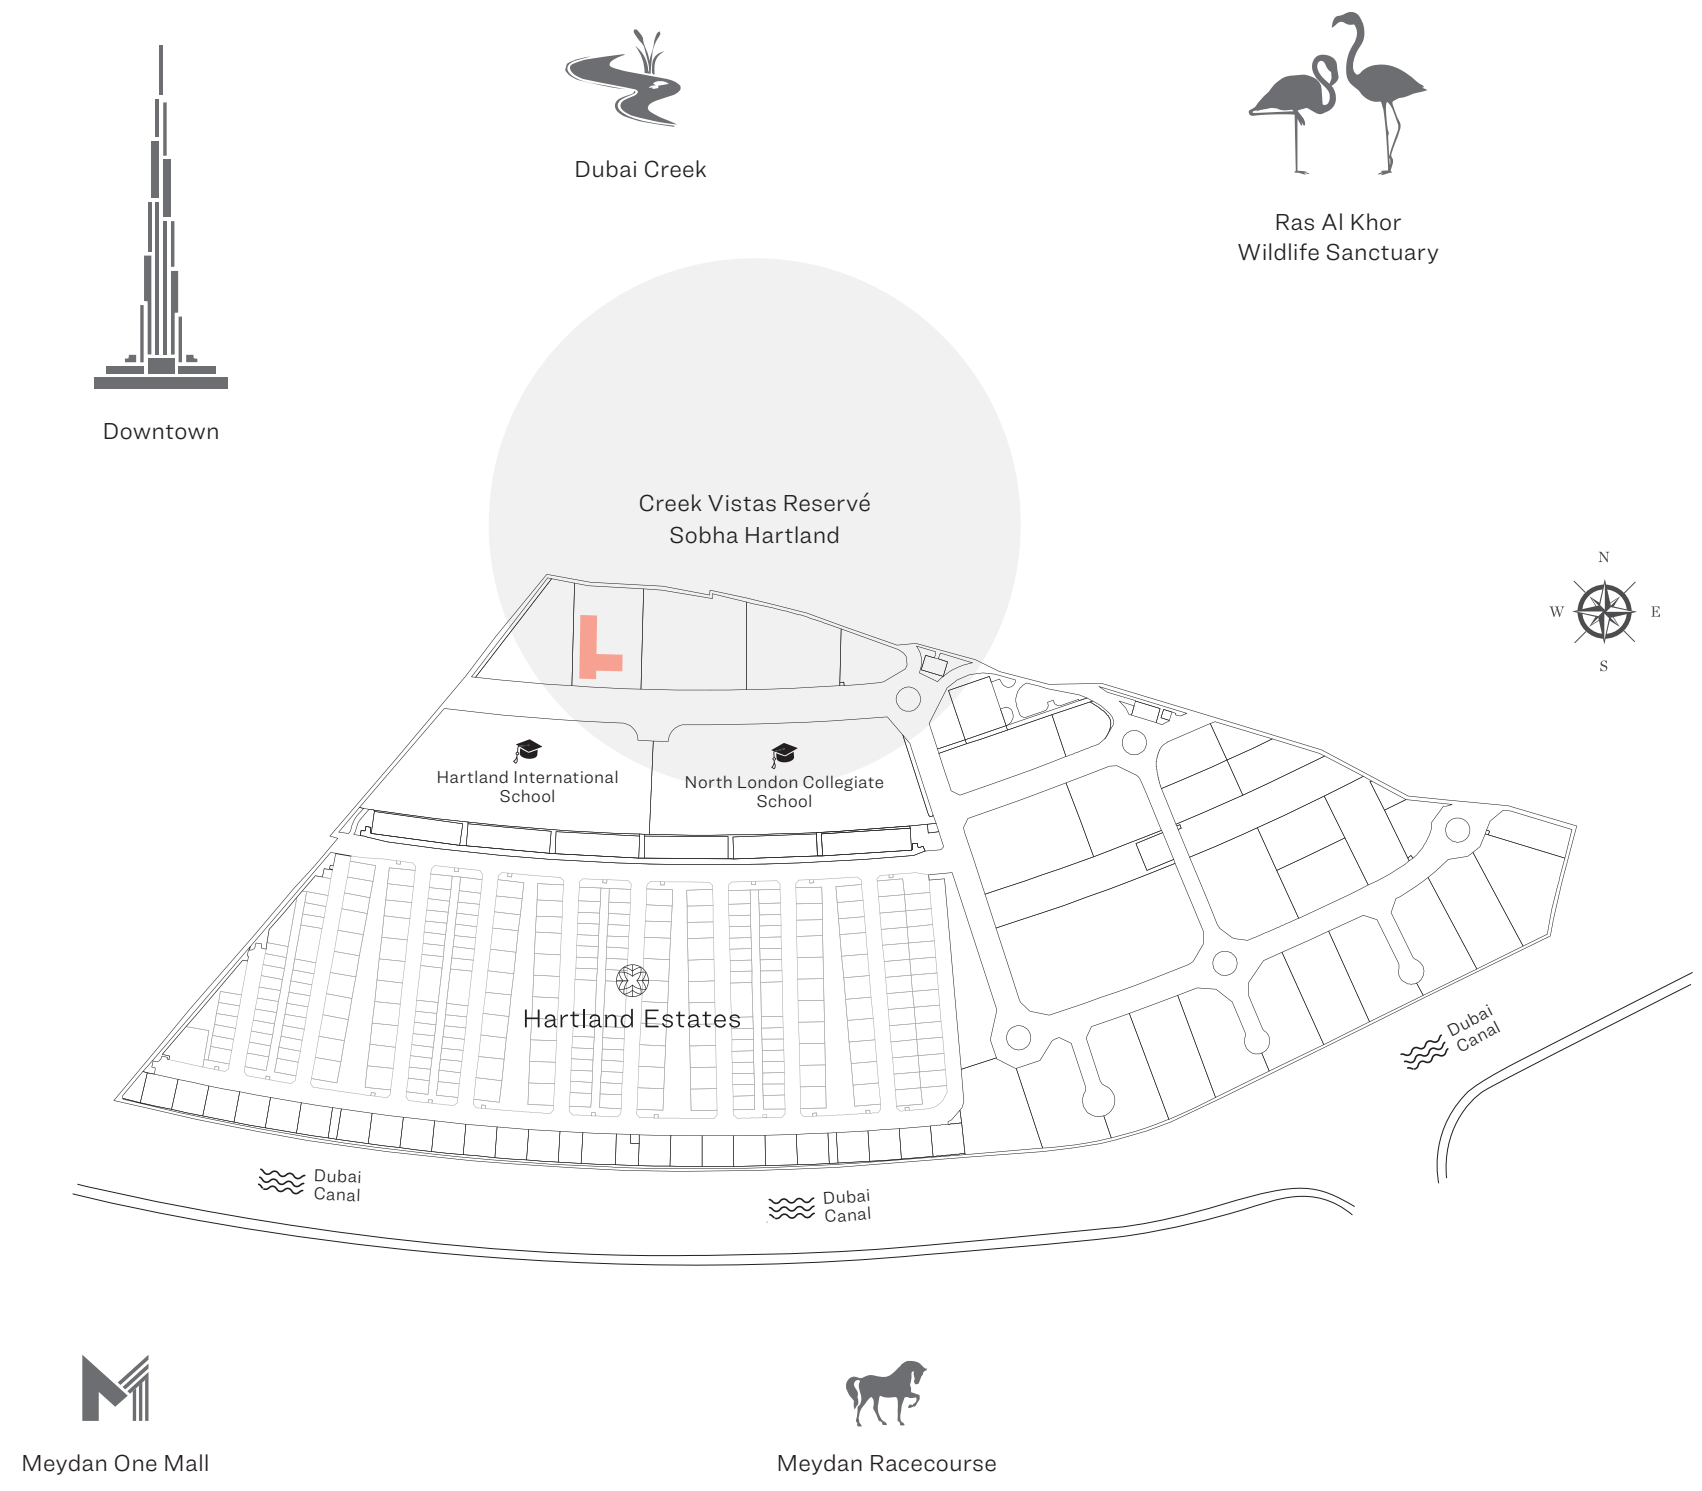 Dubai Creek
Ras Al Khor
Wildlife Sanctuary
Downtown
Creek Vistas Reservé
Sobha Hartland
N
W
E
S
Hartland International
School
North London Collegiate
School
Hartland Estates
Dubai
Canal
Dubai
Canal
Dubai
Canal
Meydan One Mall
Meydan Racecourse